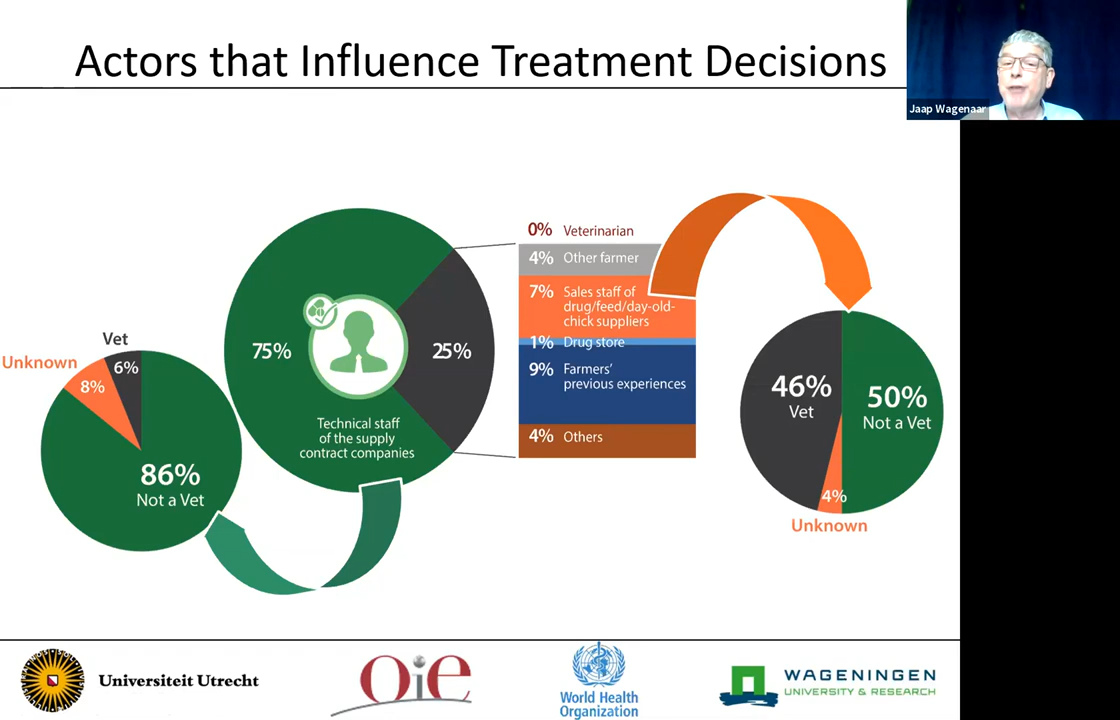 Actors that Influence Treatment Decisions
Jaap Wagenaar
Vet
Unknown
6%
8%
86%
Not a Vet
75%
25%
Technical staff
of the supply
contract companies
0% Veterinarian
4% Other farmer
7% Sales staff of
drug/feed/day-old-
chick suppliers
1% Drug store
9% Farmers'
previous experiences
4% Others
46%
Vet
50%
Not a Vet
4%
Unknown
Universiteit Utrecht
OiE
World Health
Organization
WAGENINGEN
UNIVERSITY & RESEARCH